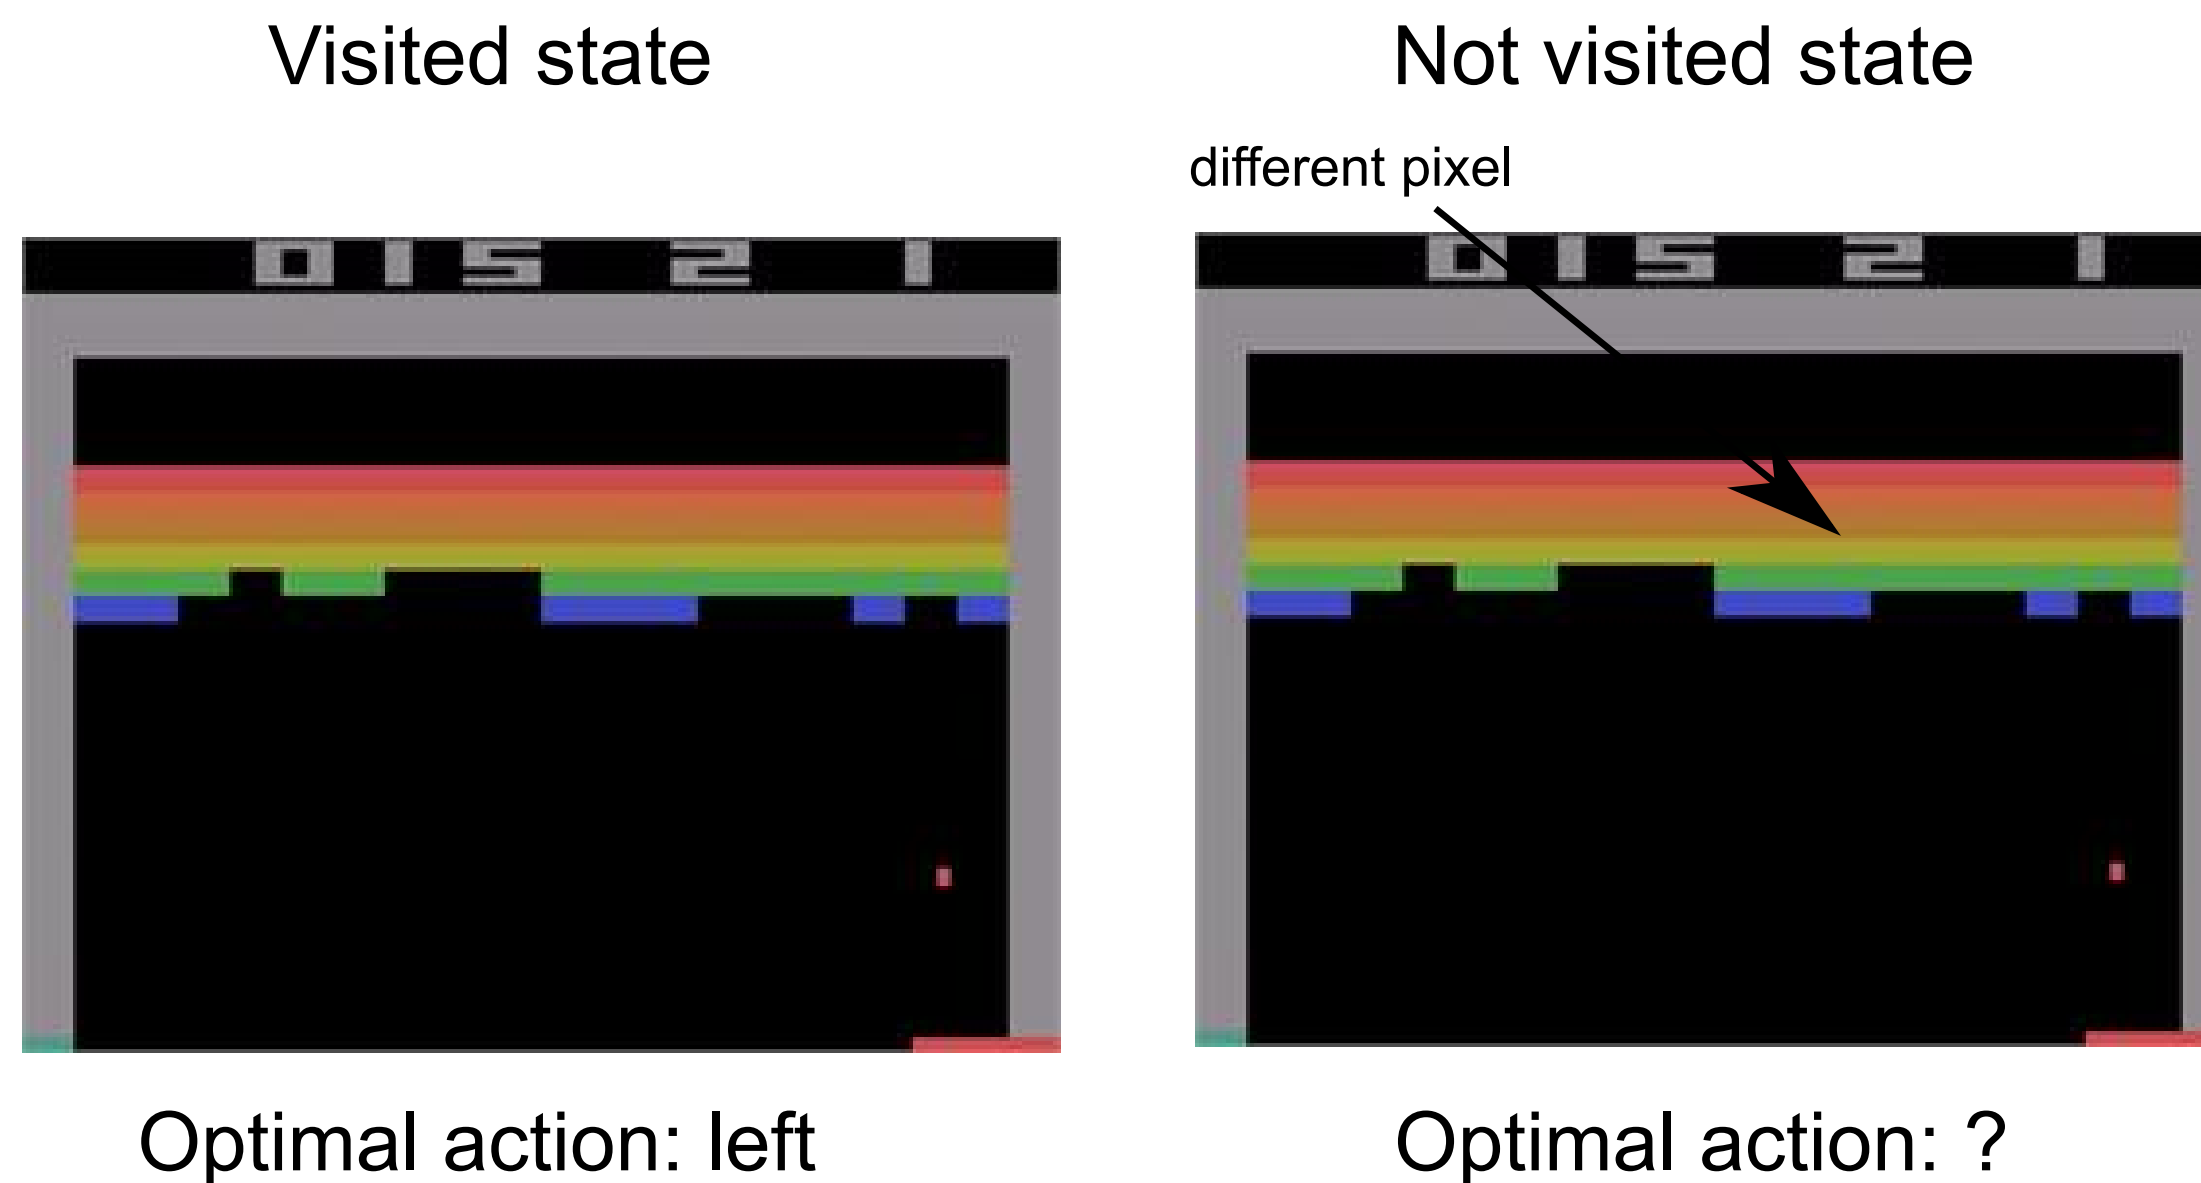 Visited state
Not visited state
different pixel
015 2 1
015 2 1
Optimal action: left
Optimal action: ?